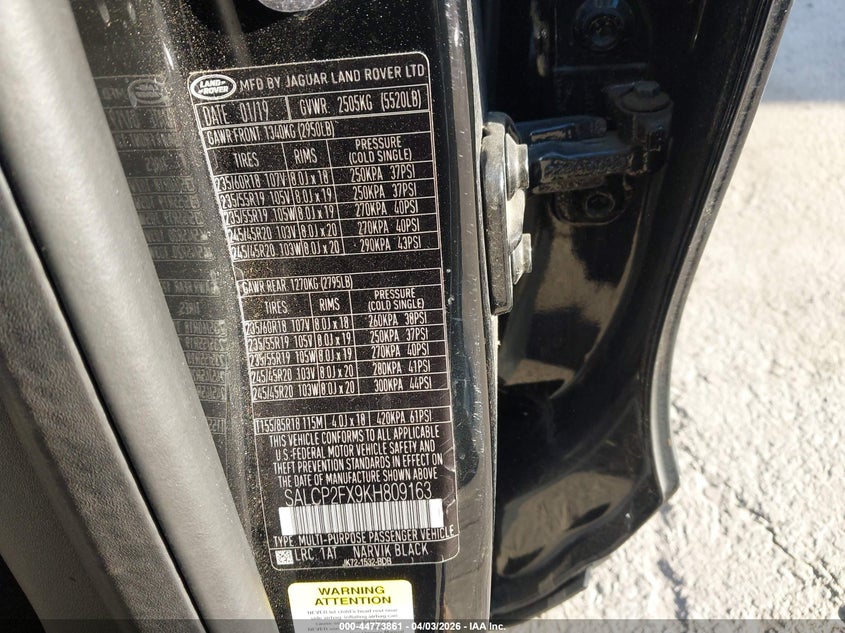 LAND ROVER MFD BY JAGUAR LAND ROVER LTD
DATE 01/19 GVWR. 2505KG (5520LB)
GAWR FRONT 1340KG (2950LB)
TIRES RIMS PRESSURE (COLD SINGLE)
235/60R18 107V 8.0J x 18 250KPA 37PSI
235/55R19 105V 8.0J x 19 250KPA 37PSI
235/55R19 105W 8.0J x 19 270KPA 40PSI
245/45R20 103V 8.0J x 20 270KPA 40PSI
245/45R20 103W 8.0J x 20 290KPA 43PSI
GAWR REAR. 1270KG (2795LB)
TIRES RIMS PRESSURE (COLD SINGLE)
235/60R18 107V 8.0J x 18 260KPA 38PSI
235/55R19 105V 8.0J x 19 250KPA 37PSI
235/55R19 105W 8.0J x 19 270KPA 40PSI
245/45R20 103V 8.0J x 20 280KPA 41PSI
245/45R20 103W 8.0J x 20 300KPA 44PSI
T155/85R18 115M 4.0J x 18 420KPA 61PSI
THIS VEHICLE CONFORMS TO ALL APPLICABLE
U.S-FEDERAL MOTOR VEHICLE SAFETY AND
THEFT PREVENTION STANDARDS IN EFFECT ON
THE DATE OF MANUFACTURE SHOWN ABOVE
SALCP2FX9KH809163
TYPE. MULTI-PURPOSE PASSENGER VEHICLE
LRC 1AT NARVIK BLACK
WARNING
ATTENTION
000-44773861 - 04/03/2026 - IAA Inc.